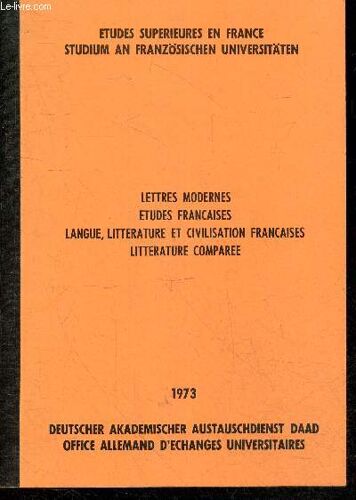 Le-Livre.com
ETUDES SUPERIEURES EN FRANCE
STUDIUM AN FRANZÖSISCHEN UNIVERSITÄTEN
LETTRES MODERNES
ETUDES FRANCAISES
LANGUE, LITTERATURE ET CIVILISATION FRANCAISES
LITTERATURE COMPAREE
1973
DEUTSCHER AKADEMISCHER AUSTAUSCHDIENST DAAD
OFFICE ALLEMAND D'ECHANGES UNIVERSITAIRES